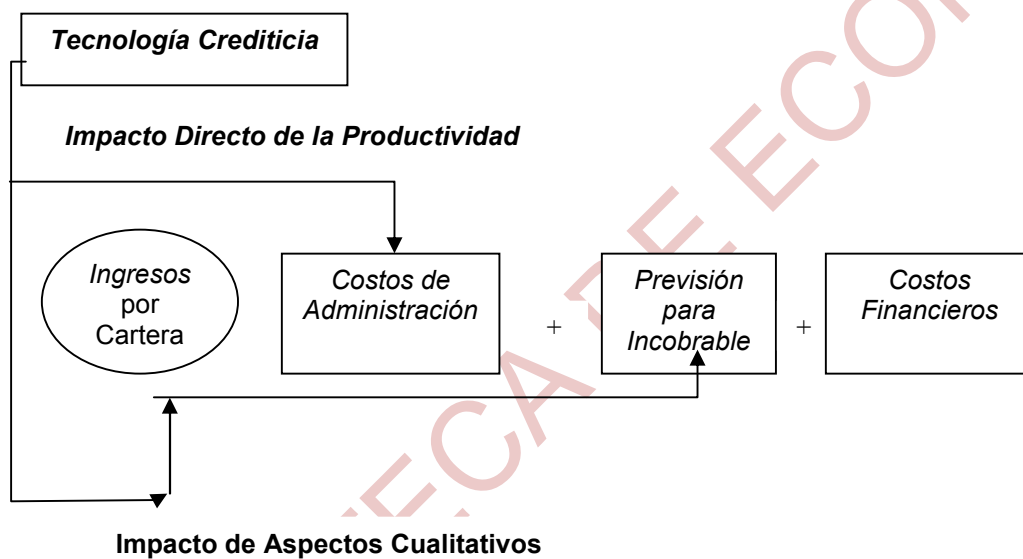 Tecnología Crediticia
Impacto Directo de la Productividad
Ingresos
por
Cartera
Costos de
Administración
+
Previsión
para
Incobrable
+
Costos
Financieros
Impacto de Aspectos Cualitativos